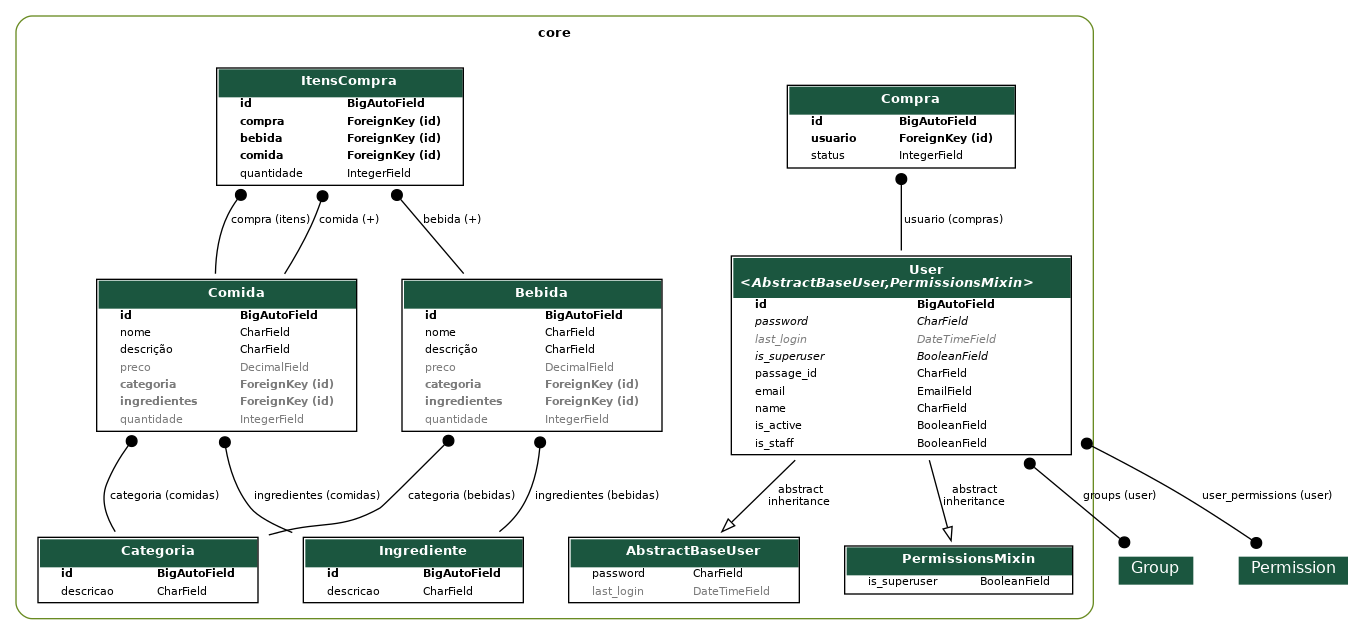 core
ItensCompra
id BigAutoField
compra ForeignKey (id)
bebida ForeignKey (id)
comida ForeignKey (id)
quantidade IntegerField
Compra
id BigAutoField
usuario ForeignKey (id)
status IntegerField
compra (itens)
comida (+)
bebida (+)
usuario (compras)
Comida
id BigAutoField
nome CharField
descrição CharField
preco DecimalField
categoria ForeignKey (id)
ingredientes ForeignKey (id)
quantidade IntegerField
Bebida
id BigAutoField
nome CharField
descrição CharField
preco DecimalField
categoria ForeignKey (id)
ingredientes ForeignKey (id)
quantidade IntegerField
User
<AbstractBaseUser,PermissionsMixin>
id BigAutoField
password CharField
last_login DateTimeField
is_superuser BooleanField
passage_id CharField
email EmailField
name CharField
is_active BooleanField
is_staff BooleanField
categoria (comidas)
ingredientes (comidas)
categoria (bebidas)
ingredientes (bebidas)
abstract
inheritance
abstract
inheritance
groups (user)
user_permissions (user)
Categoria
id BigAutoField
descricao CharField
Ingrediente
id BigAutoField
descricao CharField
AbstractBaseUser
password CharField
last_login DateTimeField
PermissionsMixin
is_superuser BooleanField
Group
Permission